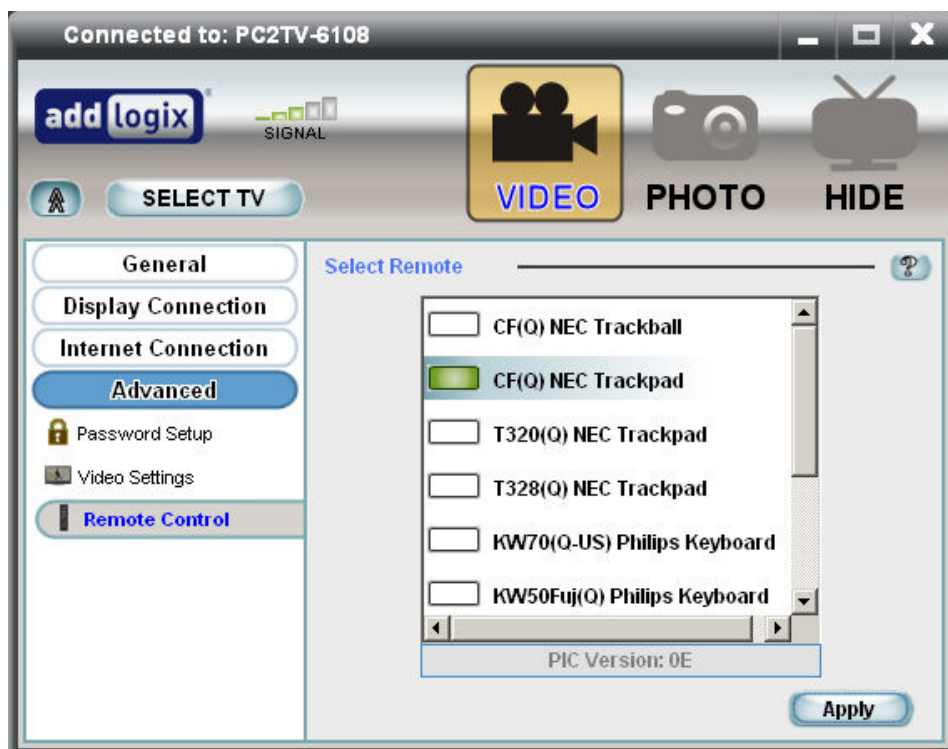 Connected to: PC2TV-6108
add logix
SIGNAL
SELECT TV
VIDEO
PHOTO
HIDE
General
Display Connection
Internet Connection
Advanced
Password Setup
Video Settings
Remote Control
Select Remote
?
CF(Q) NEC Trackball
CF(Q) NEC Trackpad
T320(Q) NEC Trackpad
T328(Q) NEC Trackpad
KW70(Q-US) Philips Keyboard
KW50Fuj(Q) Philips Keyboard
PIC Version: 0E
Apply